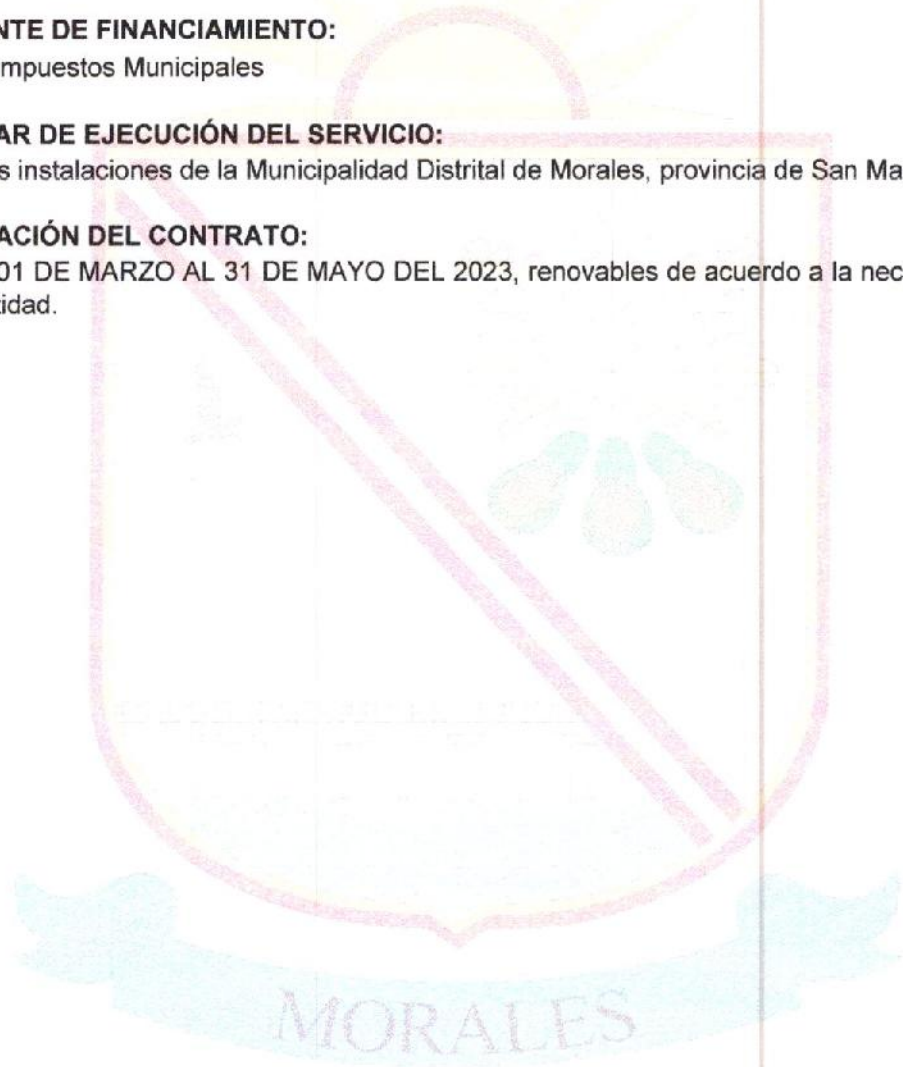 NTE DE FINANCIAMIENTO:
mpuestos Municipales
AR DE EJECUCIÓN DEL SERVICIO:
s instalaciones de la Municipalidad Distrital de Morales, provincia de San Ma
ACIÓN DEL CONTRATO:
01 DE MARZO AL 31 DE MAYO DEL 2023, renovables de acuerdo a la nec
tidad.
MORALES